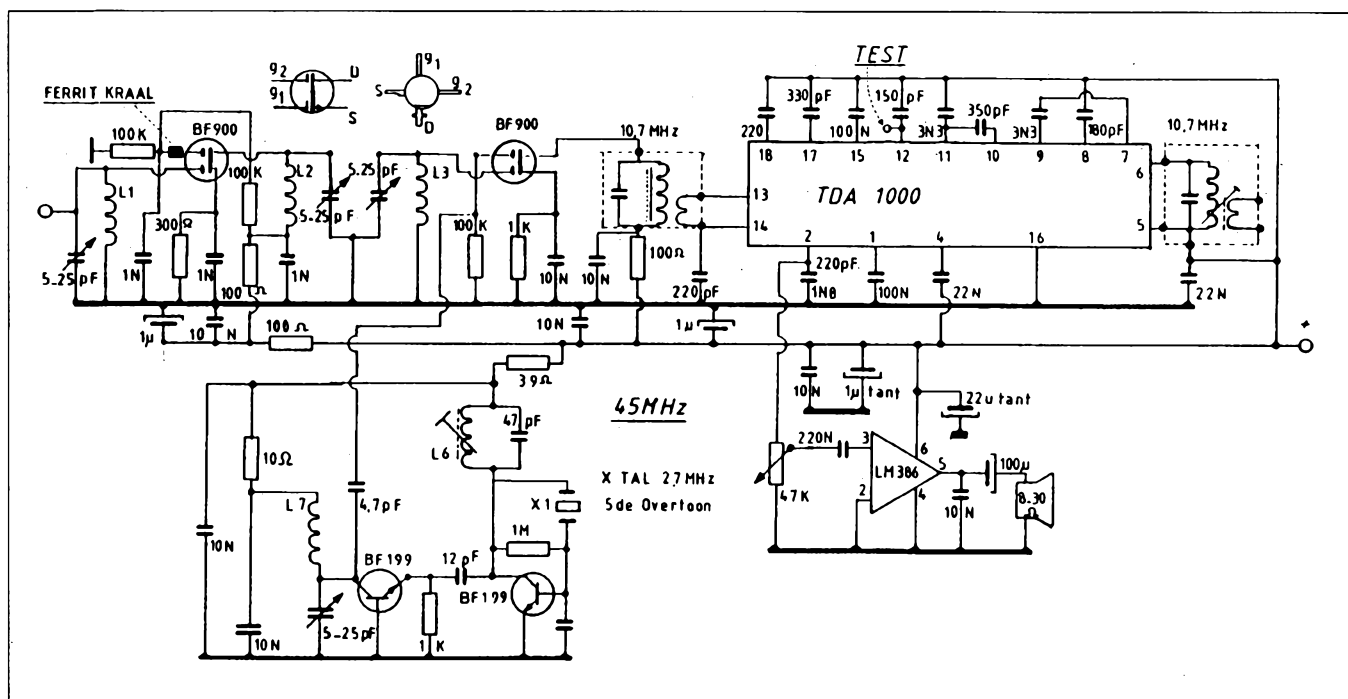 g2
g1
D
S
g1
S
g2
D
TEST
FERRIT KRAAL
100K
BF900
100 K
L1
L2
5-25 pF
L3
BF900
10,7 MHz
330 pF
150 pF
350pF
220
100 N
3N3
3N3
180pF
10,7 MHz
18
17
15
12
11
10
9
8
7
6
TDA 1000
13
14
5
2
1
4
16
300Ω
5-25 pF
100 K
1K
5-25 pF
1N
1N
100 Ω
1N
10 N
10 N
100Ω
220 pF
220pF
1N8
100N
22 N
22 N
1µ
10 N
100 Ω
10N
1µ
+
39Ω
45MHz
10N
1µ tant
22u tant
47 pF
L6
10Ω
X TAL 27 MHz
5de Overtoon
220N
3
6
LM386
5
100µ
2
4
47K
10 N
8-30 Ω
L7
4,7pF
X1
1M
10N
BF199
12 pF
BF199
5-25pF
10N
1 K